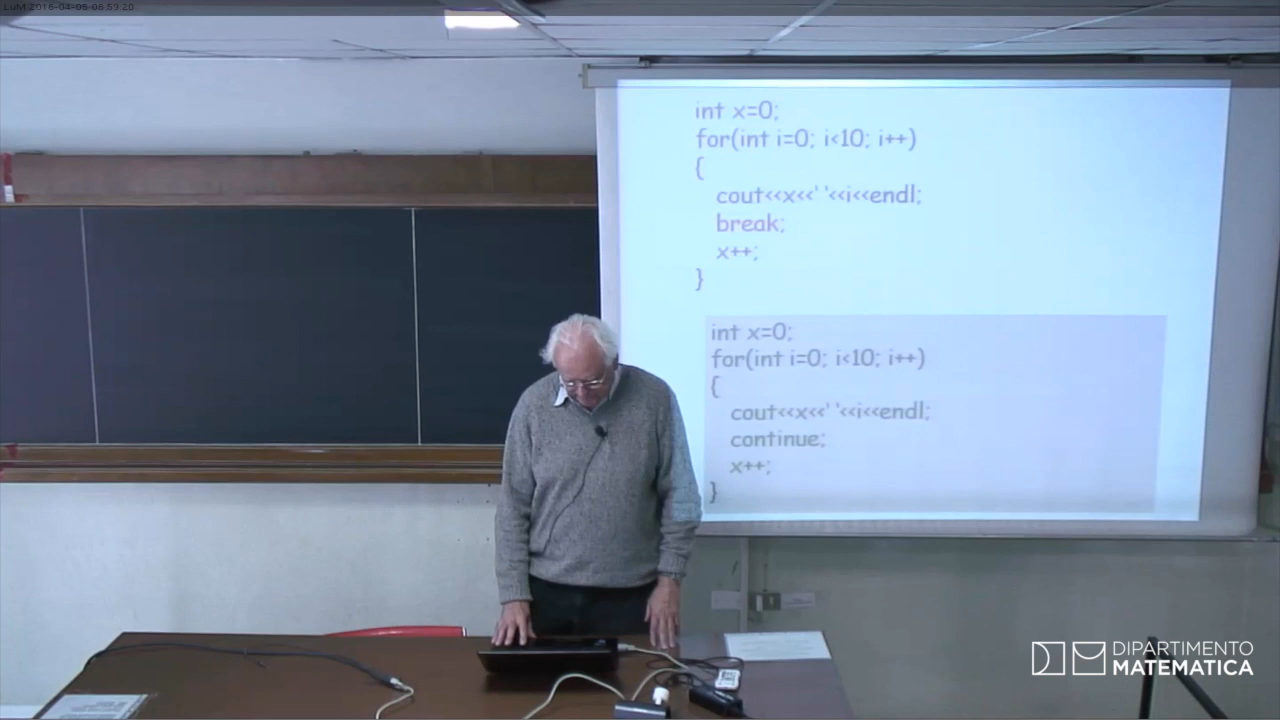 LUM 2016-04-05 08:59:20
int x=0;
for(int i=0; i<10; i++)
{
cout<<x<<' '<<i<<endl;
break;
x++;
}
int x=0;
for(int i=0; i<10; i++)
{
cout<<x<<' '<<i<<endl;
continue;
x++;
}
DIPARTIMENTO
MATEMATICA